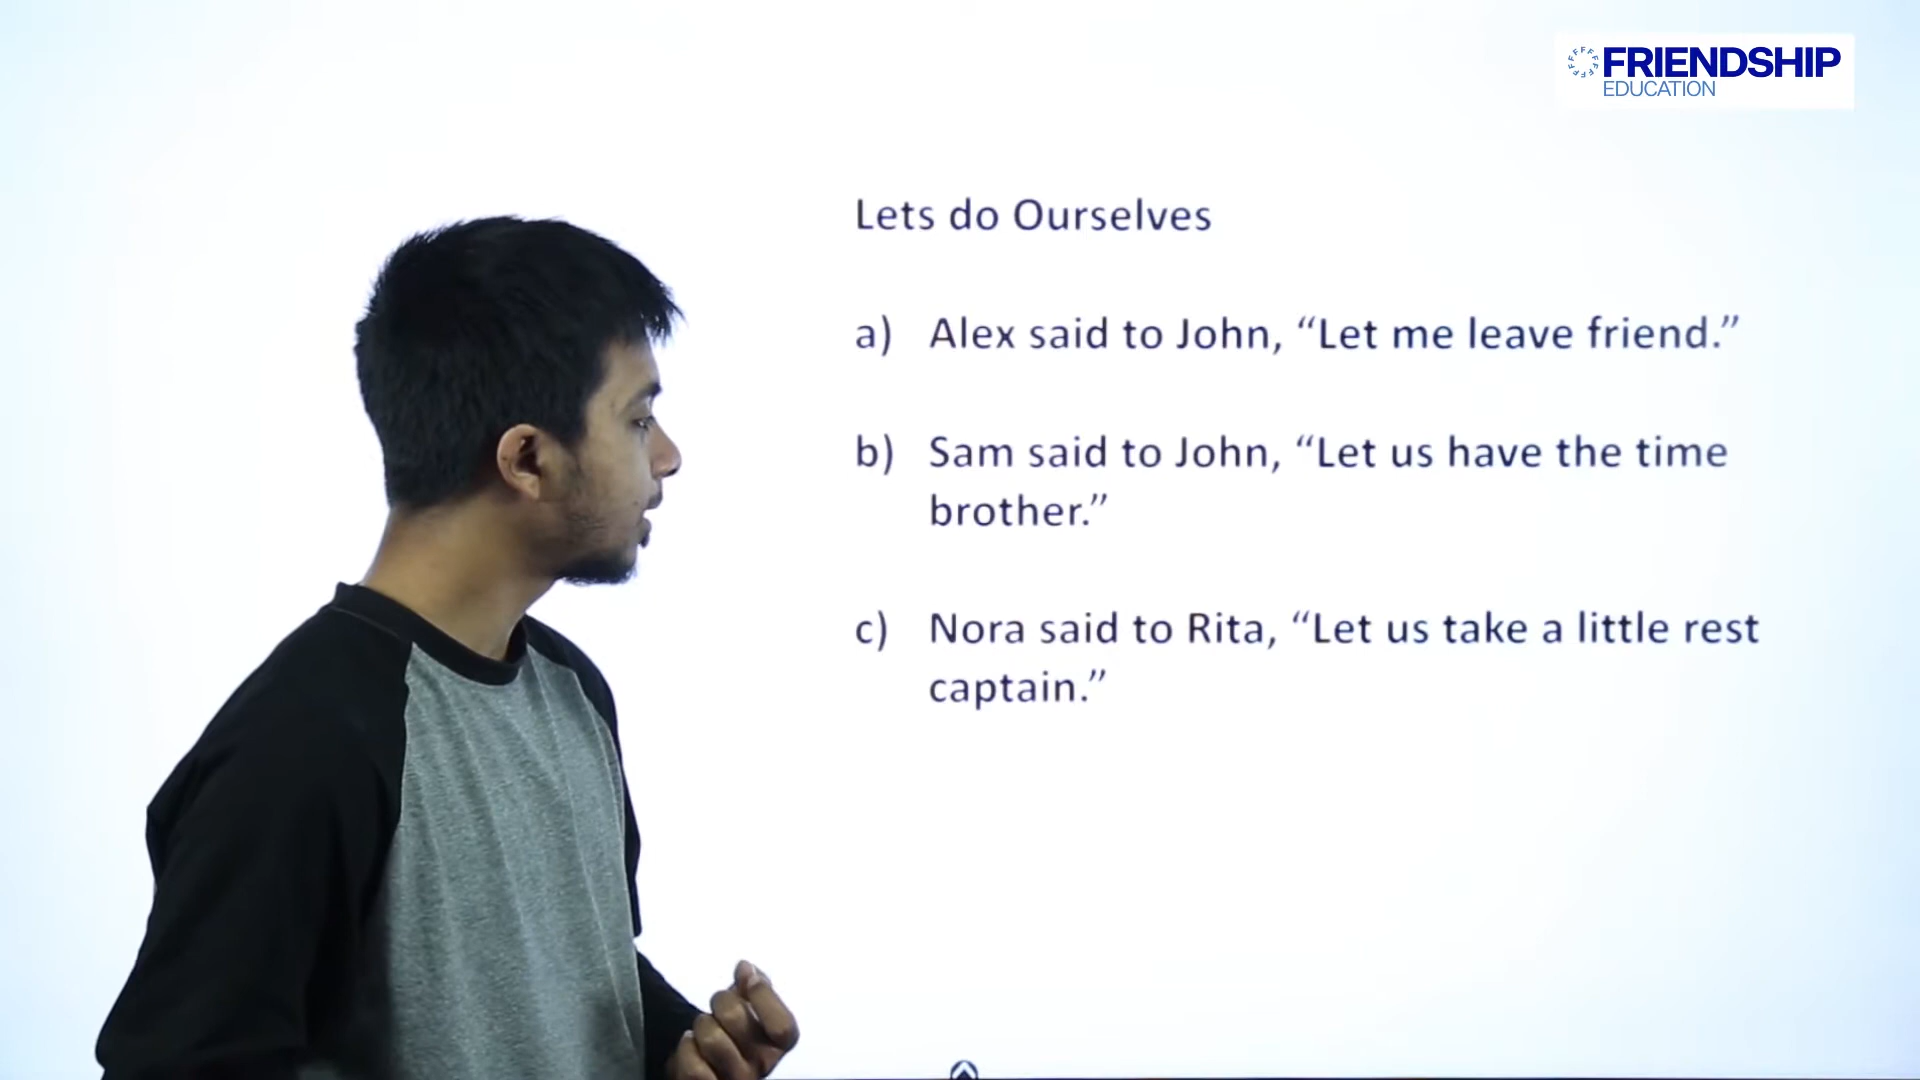 FRIENDSHIP
EDUCATION
Lets do Ourselves
a) Alex said to John, “Let me leave friend.”
b) Sam said to John, “Let us have the time
brother.”
c) Nora said to Rita, “Let us take a little rest
captain.”